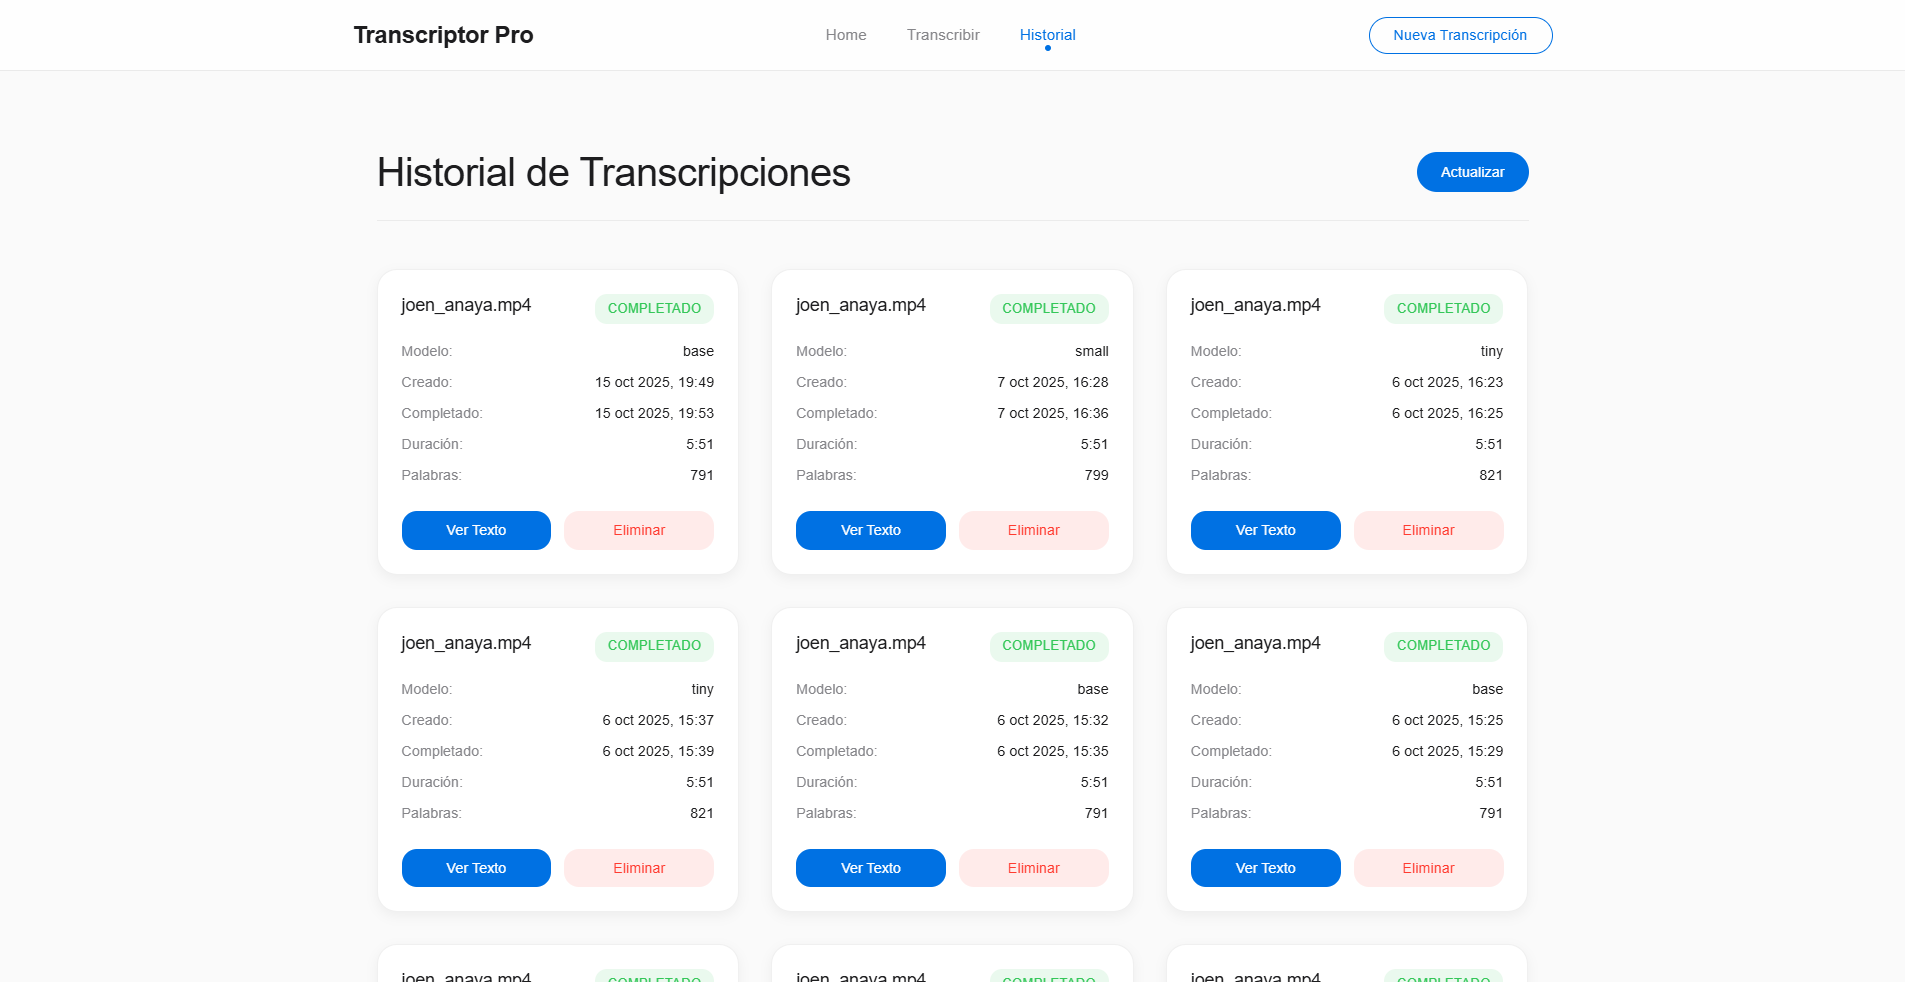 Transcriptor Pro
Home
Transcribir
Historial
Nueva Transcripción
Historial de Transcripciones
Actualizar
joen_anaya.mp4
COMPLETADO
Modelo: base
Creado: 15 oct 2025, 19:49
Completado: 15 oct 2025, 19:53
Duración: 5:51
Palabras: 791
Ver Texto
Eliminar
joen_anaya.mp4
COMPLETADO
Modelo: small
Creado: 7 oct 2025, 16:28
Completado: 7 oct 2025, 16:36
Duración: 5:51
Palabras: 799
Ver Texto
Eliminar
joen_anaya.mp4
COMPLETADO
Modelo: tiny
Creado: 6 oct 2025, 16:23
Completado: 6 oct 2025, 16:25
Duración: 5:51
Palabras: 821
Ver Texto
Eliminar
joen_anaya.mp4
COMPLETADO
Modelo: tiny
Creado: 6 oct 2025, 15:37
Completado: 6 oct 2025, 15:39
Duración: 5:51
Palabras: 821
Ver Texto
Eliminar
joen_anaya.mp4
COMPLETADO
Modelo: base
Creado: 6 oct 2025, 15:32
Completado: 6 oct 2025, 15:35
Duración: 5:51
Palabras: 791
Ver Texto
Eliminar
joen_anaya.mp4
COMPLETADO
Modelo: base
Creado: 6 oct 2025, 15:25
Completado: 6 oct 2025, 15:29
Duración: 5:51
Palabras: 791
Ver Texto
Eliminar
joen_anaya.mp4
COMPLETADO
joen_anaya.mp4
COMPLETADO
joen_anaya.mp4
COMPLETADO